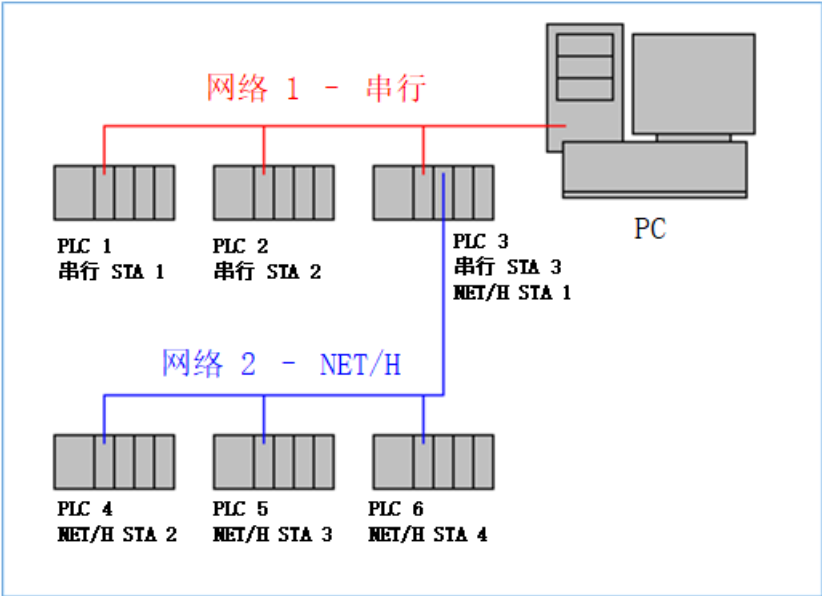 网络 1 - 串行
PC
PLC 1
串行 STA 1
PLC 2
串行 STA 2
PLC 3
串行 STA 3
NET/H STA 1
网络 2 - NET/H
PLC 4
NET/H STA 2
PLC 5
NET/H STA 3
PLC 6
NET/H STA 4